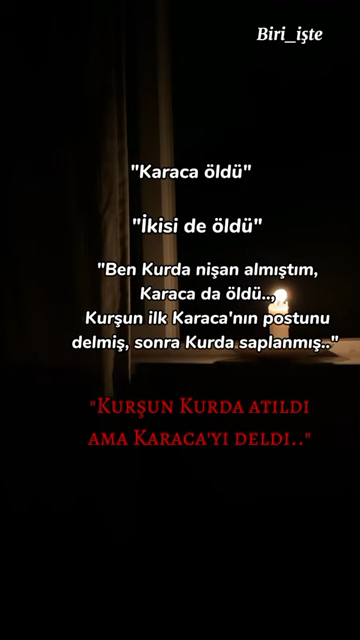 Biri_işte
"Karaca öldü"
"İkisi de öldü"
"Ben Kurda nişan almıştım,
Karaca da öldü..,
Kurşun ilk Karaca'nın postunu
delmiş, sonra Kurda saplanmış.."
"Kurşun Kurda atıldı
ama Karaca'yı deldi.."